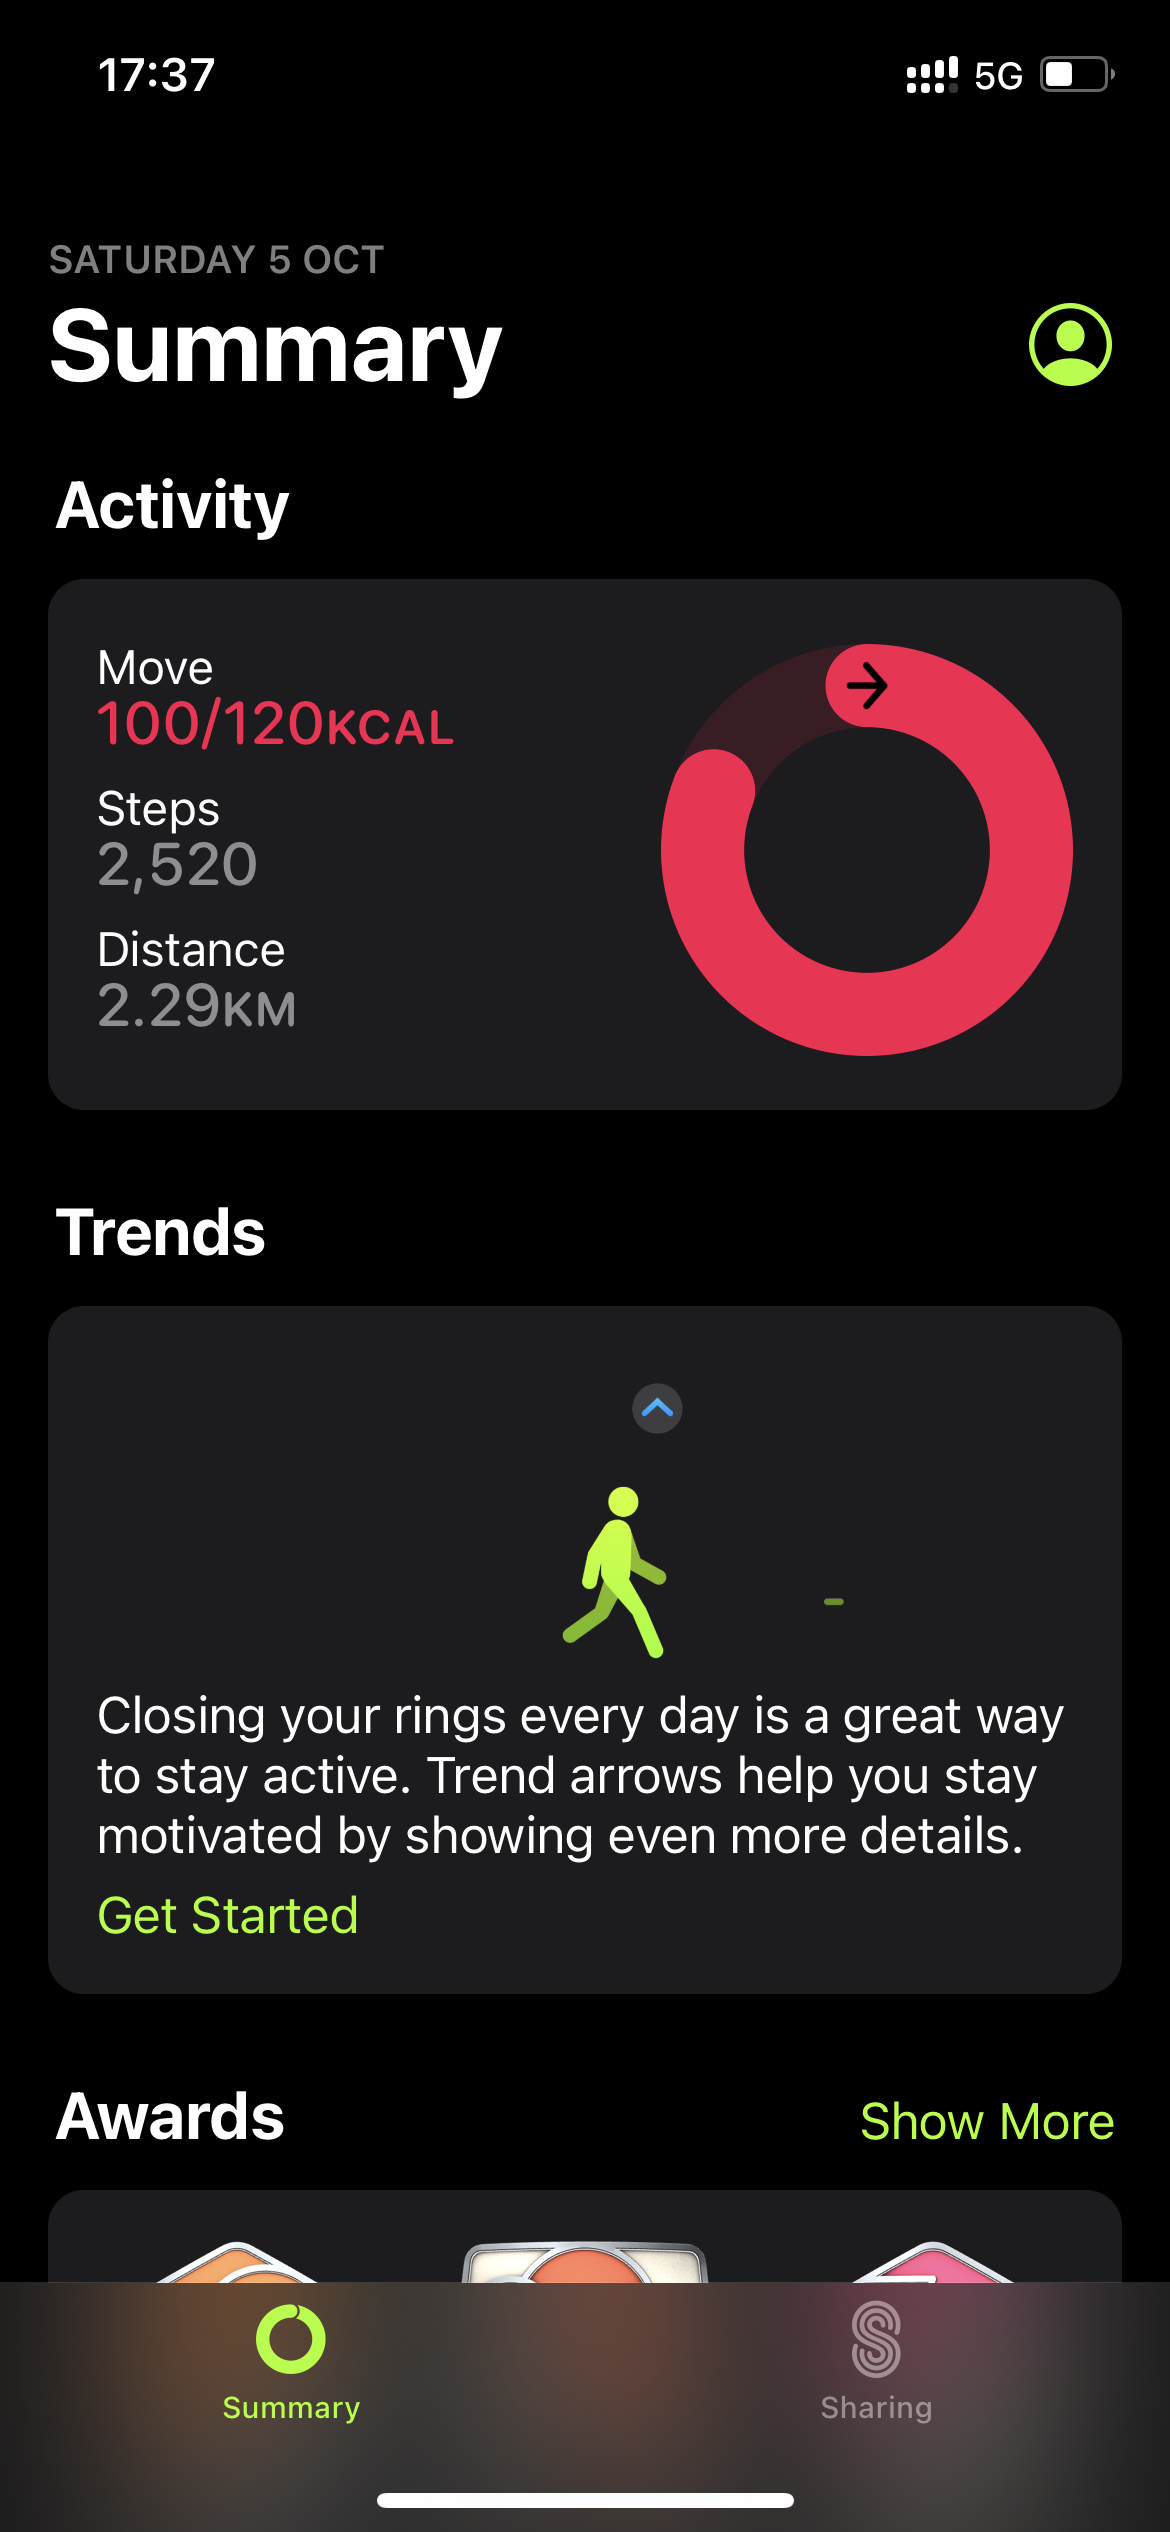 17:37
5G
SATURDAY 5 OCT
Summary
Activity
Move
100/120KCAL
Steps
2,520
Distance
2.29KM
Trends
Closing your rings every day is a great way
to stay active. Trend arrows help you stay
motivated by showing even more details.
Get Started
Awards
Show More
Summary
Sharing